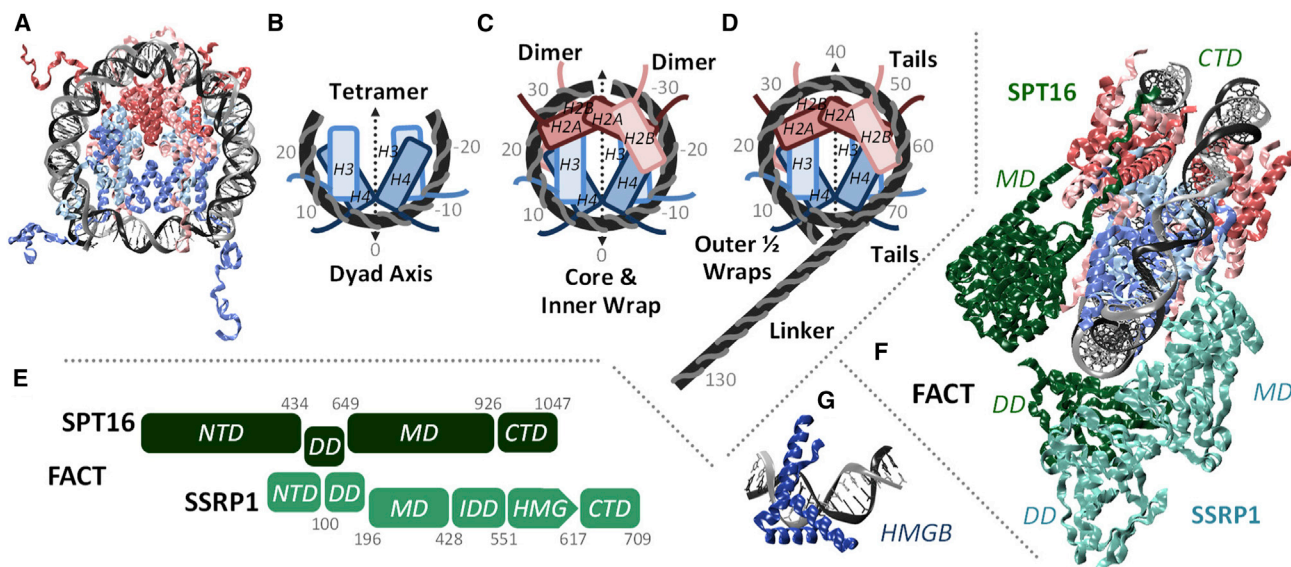 A
B
Tetramer
20
10
-20
-10
H3
H3
H4
H4
0
Dyad Axis
C
Dimer
Dimer
30
-30
H2B
H2A
H2A
H2B
20
-20
H3
H3
H4
H4
10
-10
0
Core &
Inner Wrap
D
40
Tails
30
50
H2B
H2A
H2A
H2B
20
60
H3
H3
H4
H4
10
70
Outer ½
Wraps
Tails
Linker
130
E
SPT16
434
649
926
1047
NTD
DD
MD
CTD
FACT
SSRP1
NTD
DD
MD
IDD
HMG
CTD
100
196
428
551
617
709
F
CTD
SPT16
MD
FACT
MD
DD
DD
SSRP1
G
HMGB